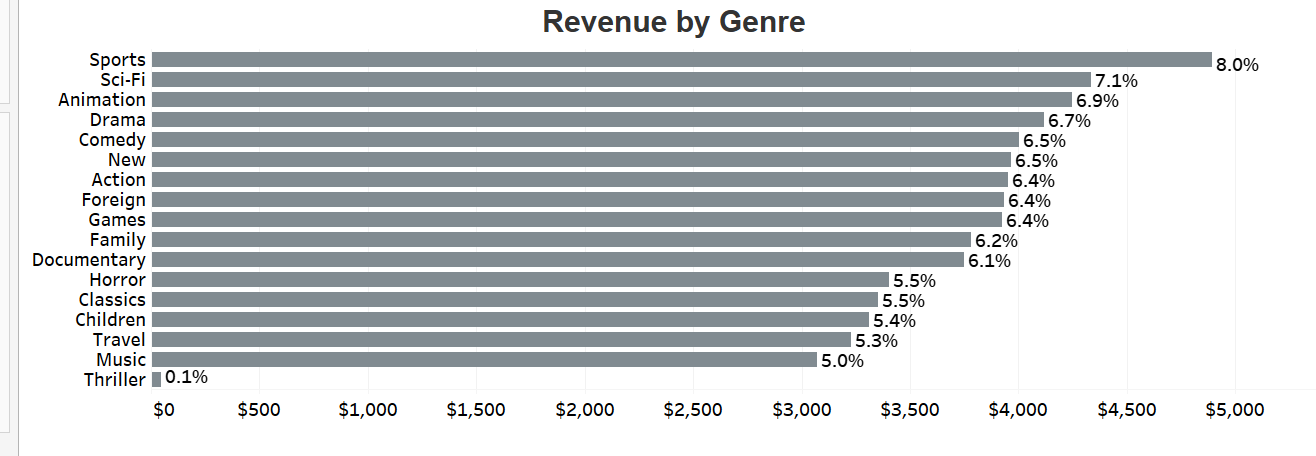 Revenue by Genre
Sports 8.0%
Sci-Fi 7.1%
Animation 6.9%
Drama 6.7%
Comedy 6.5%
New 6.5%
Action 6.4%
Foreign 6.4%
Games 6.4%
Family 6.2%
Documentary 6.1%
Horror 5.5%
Classics 5.5%
Children 5.4%
Travel 5.3%
Music 5.0%
Thriller 0.1%
$0 $500 $1,000 $1,500 $2,000 $2,500 $3,000 $3,500 $4,000 $4,500 $5,000